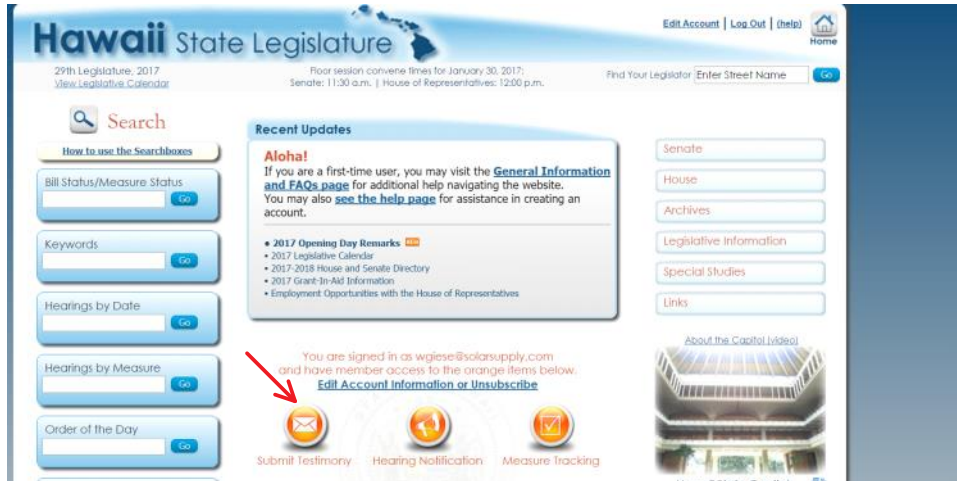 Hawaii State Legislature
Edit Account | Log Out | (help)
Home
29th Legislature, 2017
View Legislative Calendar
Floor session convene times for January 30, 2017:
Senate: 11:30 a.m. | House of Representatives: 12:00 p.m.
Find Your Legislator Enter Street Name Go
Search
How to use the Searchboxes
Bill Status/Measure Status
Go
Keywords
Go
Hearings by Date
Go
Hearings by Measure
Go
Order of the Day
Go
Recent Updates
Aloha!
If you are a first-time user, you may visit the General Information
and FAQs page for additional help navigating the website.
You may also see the help page for assistance in creating an
account.
• 2017 Opening Day Remarks
• 2017 Legislative Calendar
• 2017-2018 House and Senate Directory
• 2017 Grant-In-Aid Information
• Employment Opportunities with the House of Representatives
You are signed in as wgiese@solarsupply.com
and have member access to the orange items below.
Edit Account Information or Unsubscribe
Submit Testimony
Hearing Notification
Measure Tracking
Senate
House
Archives
Legislative Information
Special Studies
Links
About the Capitol (video)